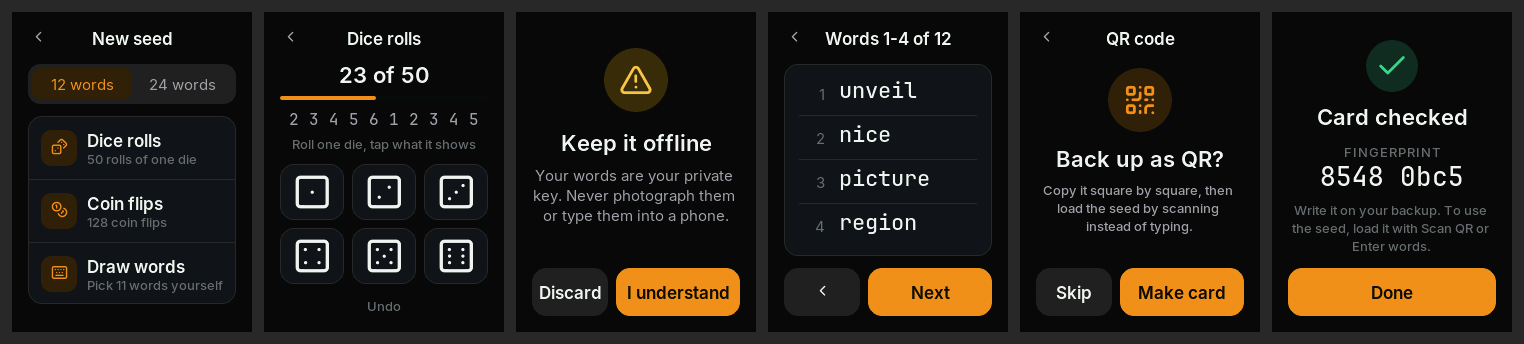 New seed
12 words 24 words
Dice rolls
50 rolls of one die
Coin flips
128 coin flips
Draw words
Pick 11 words yourself
Dice rolls
23 of 50
2 3 4 5 6 1 2 3 4 5
Roll one die, tap what it shows
Undo
Keep it offline
Your words are your private
key. Never photograph them
or type them into a phone.
Discard I understand
Words 1-4 of 12
1 unveil
2 nice
3 picture
4 region
Next
QR code
Back up as QR?
Copy it square by square, then
load the seed by scanning
instead of typing.
Skip Make card
Card checked
FINGERPRINT
8548 0bc5
Write it on your backup. To use
the seed, load it with Scan QR or
Enter words.
Done